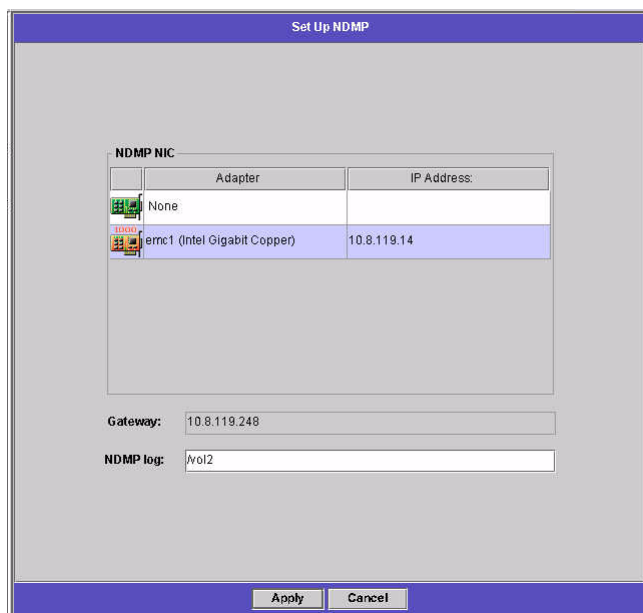 Set Up NDMP
NDMP NIC
Adapter IP Address:
None
1000
emc1 (Intel Gigabit Copper) 10.8.119.14
Gateway: 10.8.119.248
NDMP log: /vol2
Apply Cancel